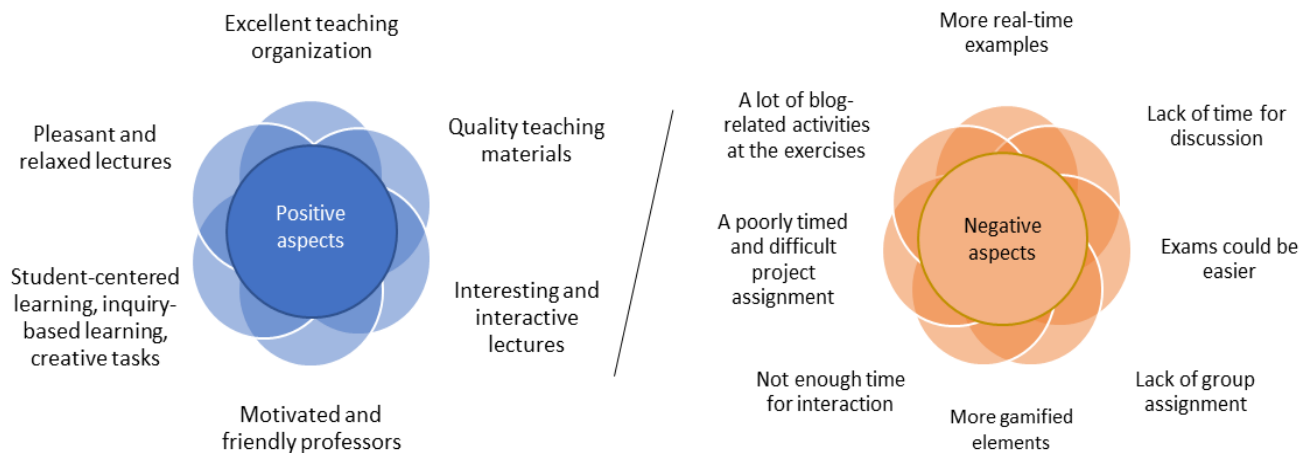 Excellent teaching
organization
Pleasant and
relaxed lectures
Quality teaching
materials
Positive
aspects
Student-centered
learning, inquiry-
based learning,
creative tasks
Interesting and
interactive
lectures
Motivated and
friendly professors
More real-time
examples
A lot of blog-
related activities
at the exercises
Lack of time for
discussion
Negative
aspects
A poorly timed
and difficult
project
assignment
Exams could be
easier
Not enough time
for interaction
Lack of group
assignment
More gamified
elements